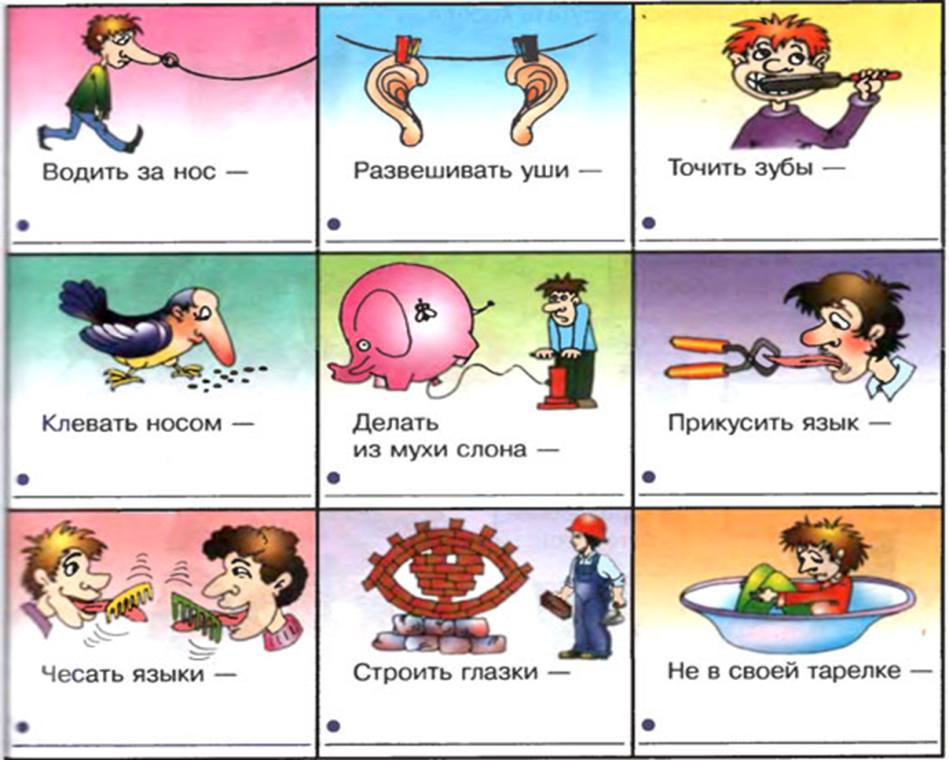 Водить за нос —
Развешивать уши —
Точить зубы —
Клевать носом —
Делать
из мухи слона —
Прикусить язык —
Чесать языки —
Строить глазки —
Не в своей тарелке —